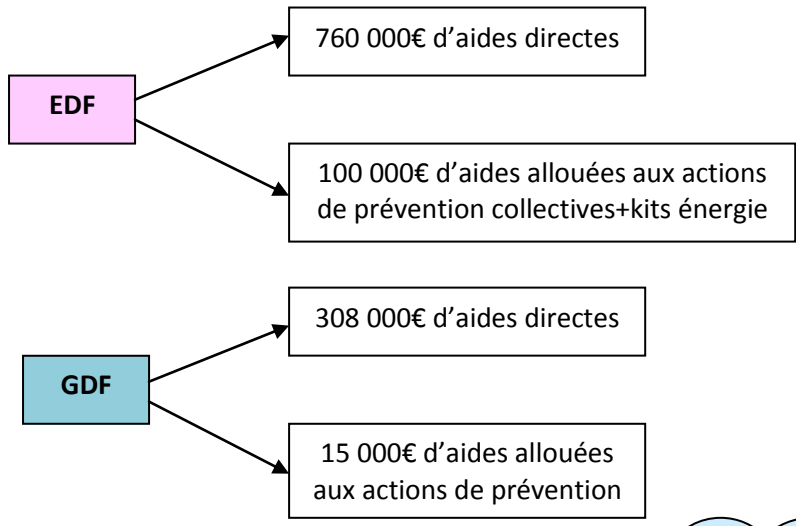 760 000€ d’aides directes
EDF
100 000€ d’aides allouées aux actions
de prévention collectives+kits énergie
308 000€ d’aides directes
GDF
15 000€ d’aides allouées
aux actions de prévention